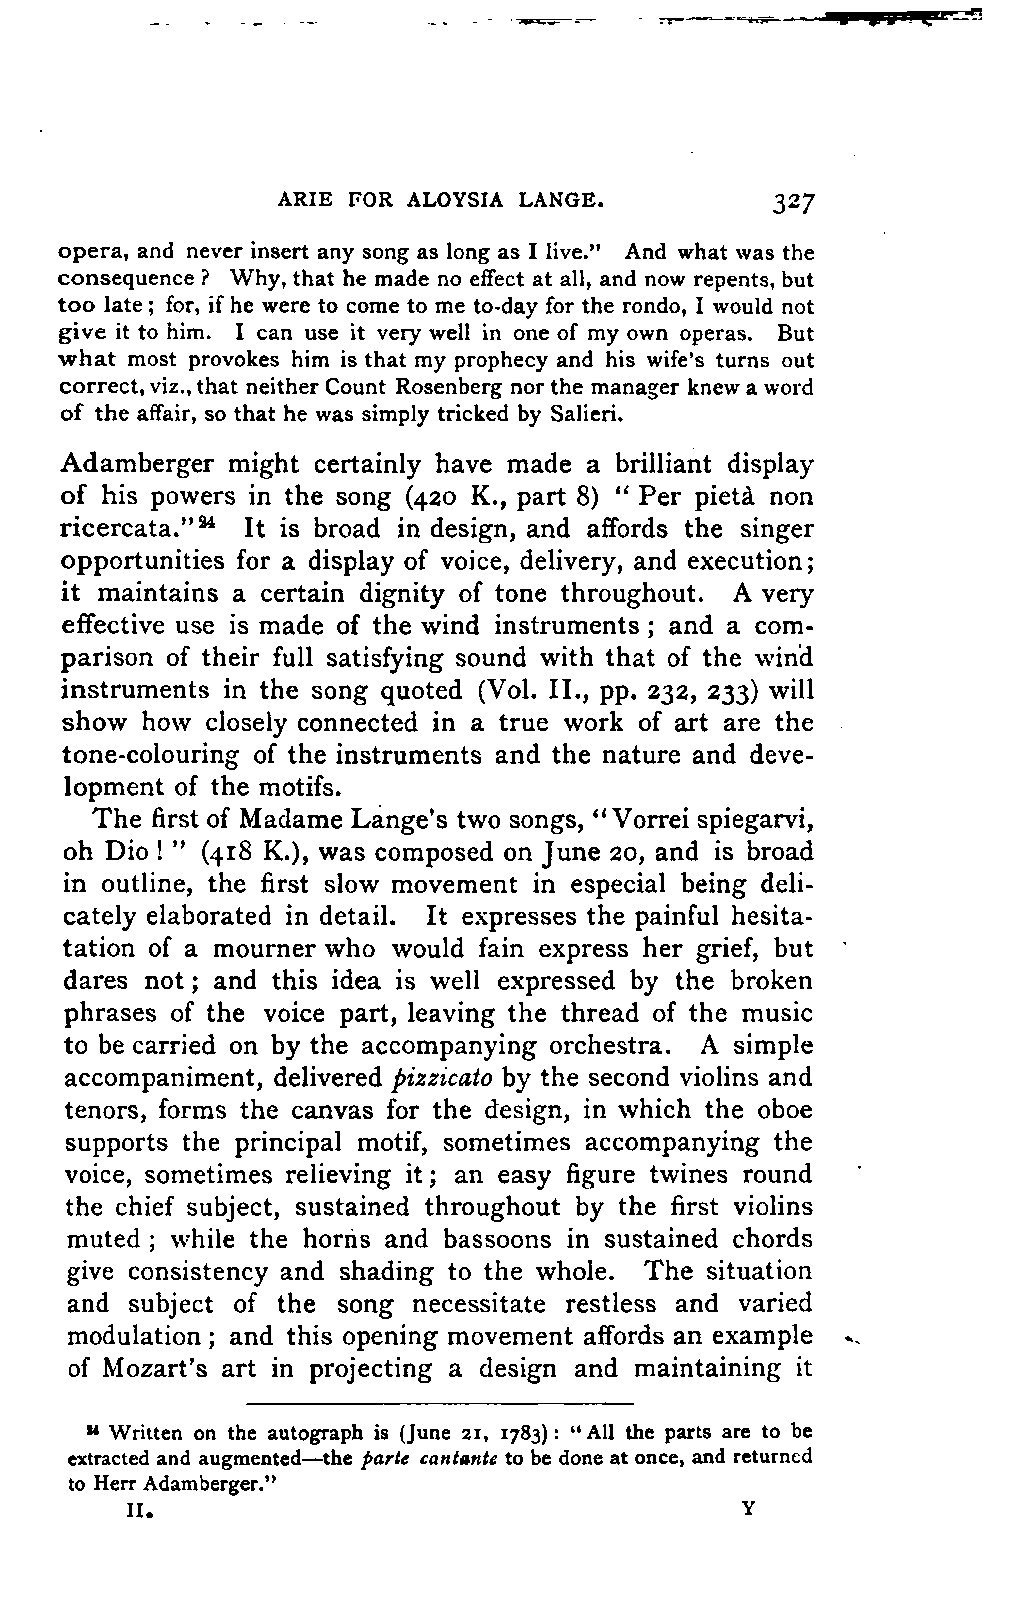 ARIE FOR ALOYSIA LANGE. 327
opera, and never insert any song as long as I live." And what was the
consequence? Why, that he made no effect at all, and now repents, but
too late; for, if he were to come to me to-day for the rondo, I would not
give it to him. I can use it very well in one of my own operas. But
what most provokes him is that my prophecy and his wife's turns out
correct, viz., that neither Count Rosenberg nor the manager knew a word
of the affair, so that he was simply tricked by Salieri.
Adamberger might certainly have made a brilliant display
of his powers in the song (420 K., part 8) "Per pietà non
ricercata."²⁴ It is broad in design, and affords the singer
opportunities for a display of voice, delivery, and execution;
it maintains a certain dignity of tone throughout. A very
effective use is made of the wind instruments; and a com-
parison of their full satisfying sound with that of the wind
instruments in the song quoted (Vol. II., pp. 232, 233) will
show how closely connected in a true work of art are the
tone-colouring of the instruments and the nature and deve-
lopment of the motifs.
The first of Madame Lange's two songs, "Vorrei spiegarvi,
oh Dio!" (418 K.), was composed on June 20, and is broad
in outline, the first slow movement in especial being deli-
cately elaborated in detail. It expresses the painful hesita-
tation of a mourner who would fain express her grief, but
dares not; and this idea is well expressed by the broken
phrases of the voice part, leaving the thread of the music
to be carried on by the accompanying orchestra. A simple
accompaniment, delivered pizzicato by the second violins and
tenors, forms the canvas for the design, in which the oboe
supports the principal motif, sometimes accompanying the
voice, sometimes relieving it; an easy figure twines round
the chief subject, sustained throughout by the first violins
muted; while the horns and bassoons in sustained chords
give consistency and shading to the whole. The situation
and subject of the song necessitate restless and varied
modulation; and this opening movement affords an example
of Mozart's art in projecting a design and maintaining it
²⁴ Written on the autograph is (June 21, 1783): "All the parts are to be
extracted and augmented—the parte cantante to be done at once, and returned
to Herr Adamberger."
II. Y